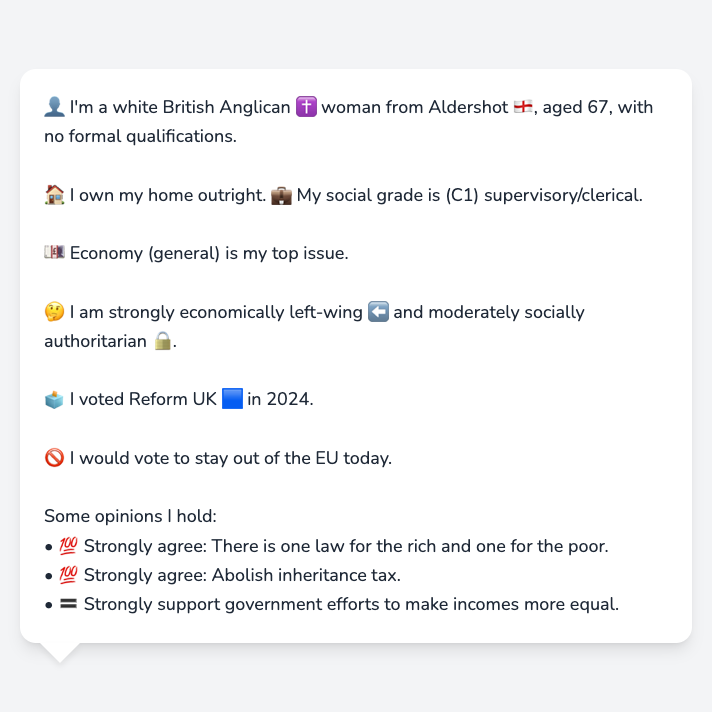 👤 I'm a white British Anglican ✝️ woman from Aldershot 🏴󠁧󠁢󠁥󠁮󠁧󠁿, aged 67, with
no formal qualifications.
🏠 I own my home outright. 💼 My social grade is (C1) supervisory/clerical.
💷 Economy (general) is my top issue.
🤔 I am strongly economically left-wing ⬅️ and moderately socially
authoritarian 🔒.
🗳️ I voted Reform UK 🟦 in 2024.
🚫 I would vote to stay out of the EU today.
Some opinions I hold:
• 💯 Strongly agree: There is one law for the rich and one for the poor.
• 💯 Strongly agree: Abolish inheritance tax.
• 🟰 Strongly support government efforts to make incomes more equal.